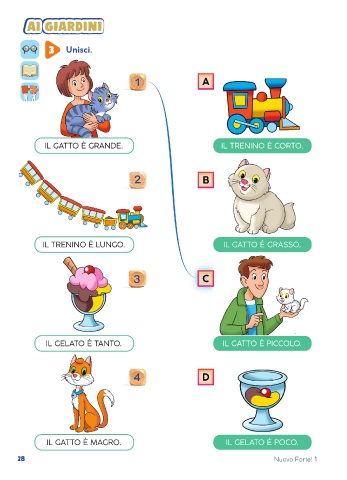 AI GIARDINI
3 Unisci.
1
A
IL GATTO È GRANDE.
IL TRENINO È CORTO.
2
B
IL TRENINO È LUNGO.
IL GATTO È GRASSO.
3
C
IL GELATO È TANTO.
IL GATTO È PICCOLO.
4
D
IL GATTO È MAGRO.
IL GELATO È POCO.
28
Nuovo Forte! 1